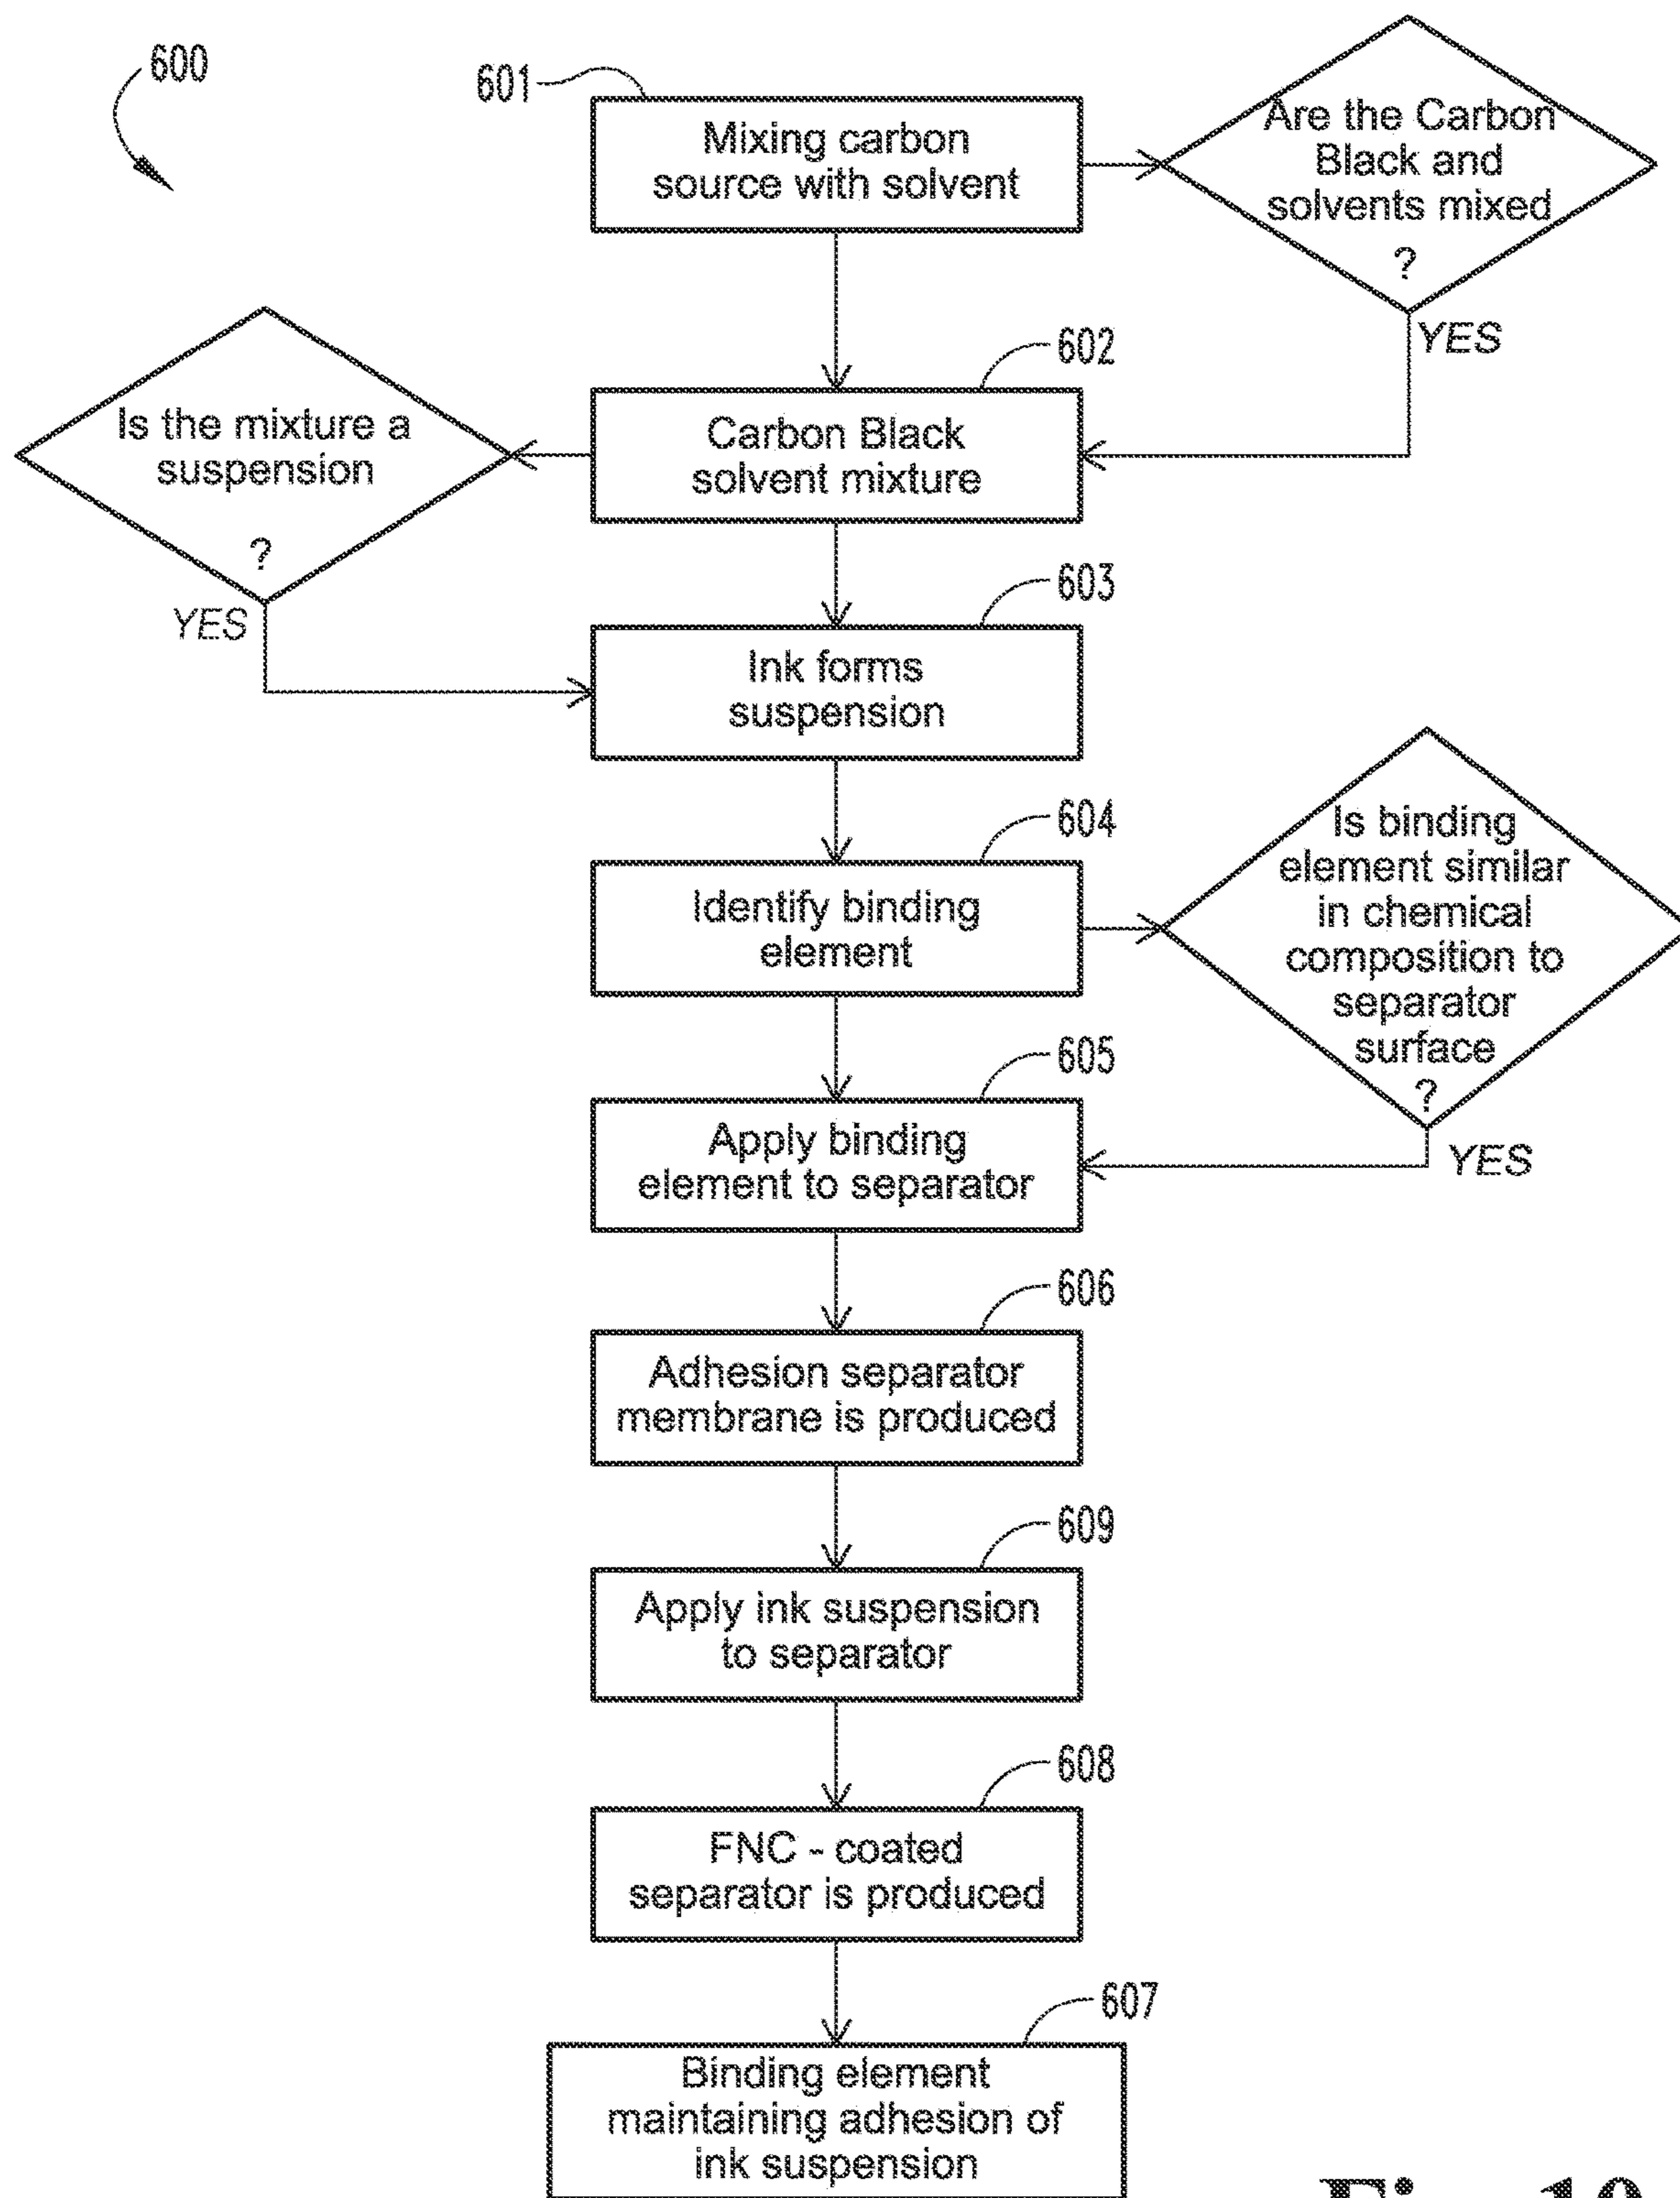 600
601
Mixing carbon
source with solvent
Are the Carbon
Black and
solvents mixed
?
YES
602
Carbon Black
solvent mixture
Is the mixture a
suspension
?
YES
603
Ink forms
suspension
604
Identify binding
element
Is binding
element similar
in chemical
composition to
separator
surface
?
YES
605
Apply binding
element to separator
606
Adhesion separator
membrane is produced
609
Apply ink suspension
to separator
608
FNC - coated
separator is produced
607
Binding element
maintaining adhesion of
ink suspension